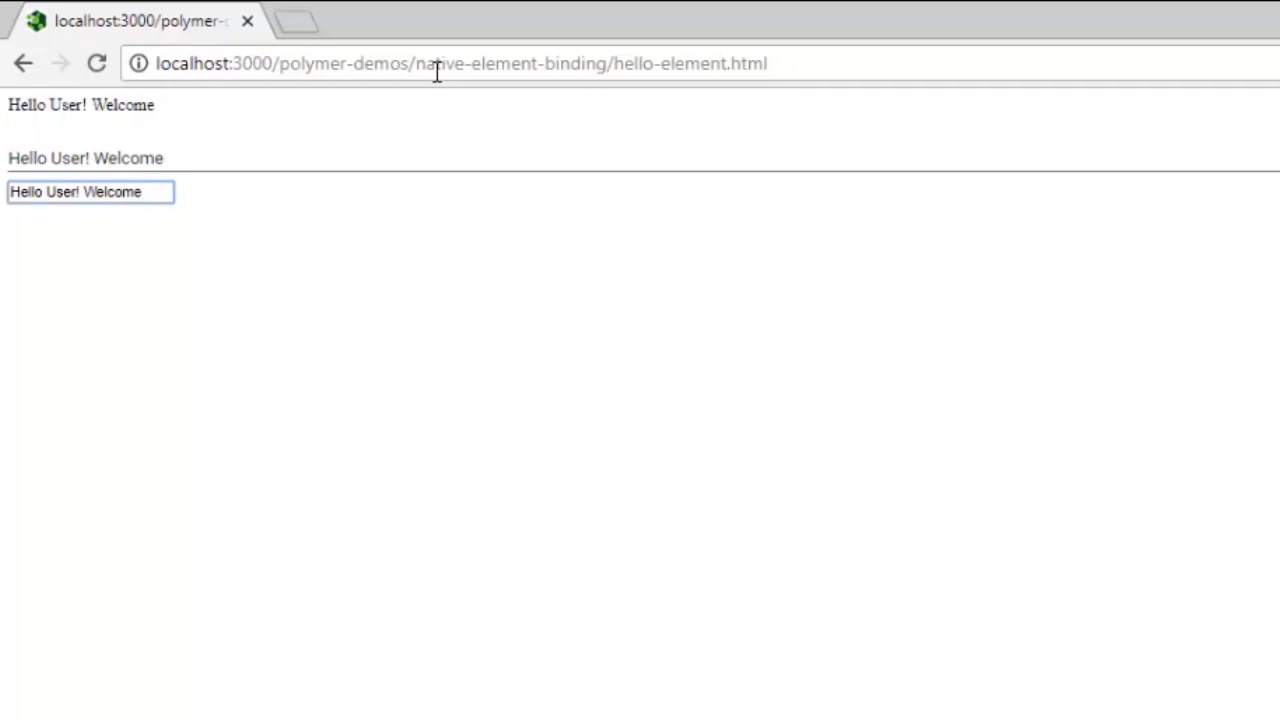 localhost:3000/polymer-
localhost:3000/polymer-demos/native-element-binding/hello-element.html
Hello User! Welcome
Hello User! Welcome
Hello User! Welcome